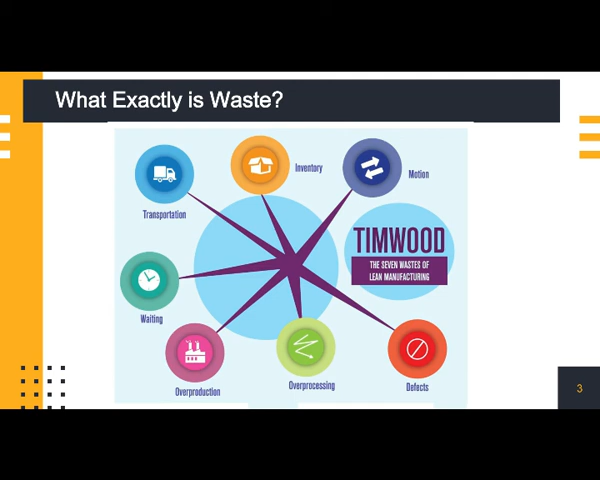 What Exactly is Waste?
Inventory
Motion
Transportation
TIMWOOD
THE SEVEN WASTES OF
LEAN MANUFACTURING
Waiting
Overproduction
Overprocessing
Defects
3